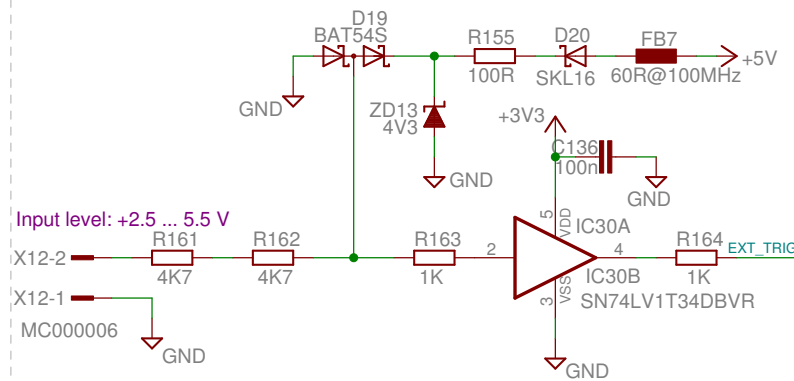 D19
BAT54S
R155
D20
FB7
+5V
100R
SKL16
60R@100MHz
GND
ZD13
4V3
+3V3
C136
100n
GND
GND
Input level: +2.5 ... 5.5 V
R161
R162
R163
5
VDD
IC30A
R164
EXT_TRIG
X12-2
2
4
4K7
4K7
1K
IC30B
1K
X12-1
3
VSS
SN74LV1T34DBVR
MC000006
GND
GND